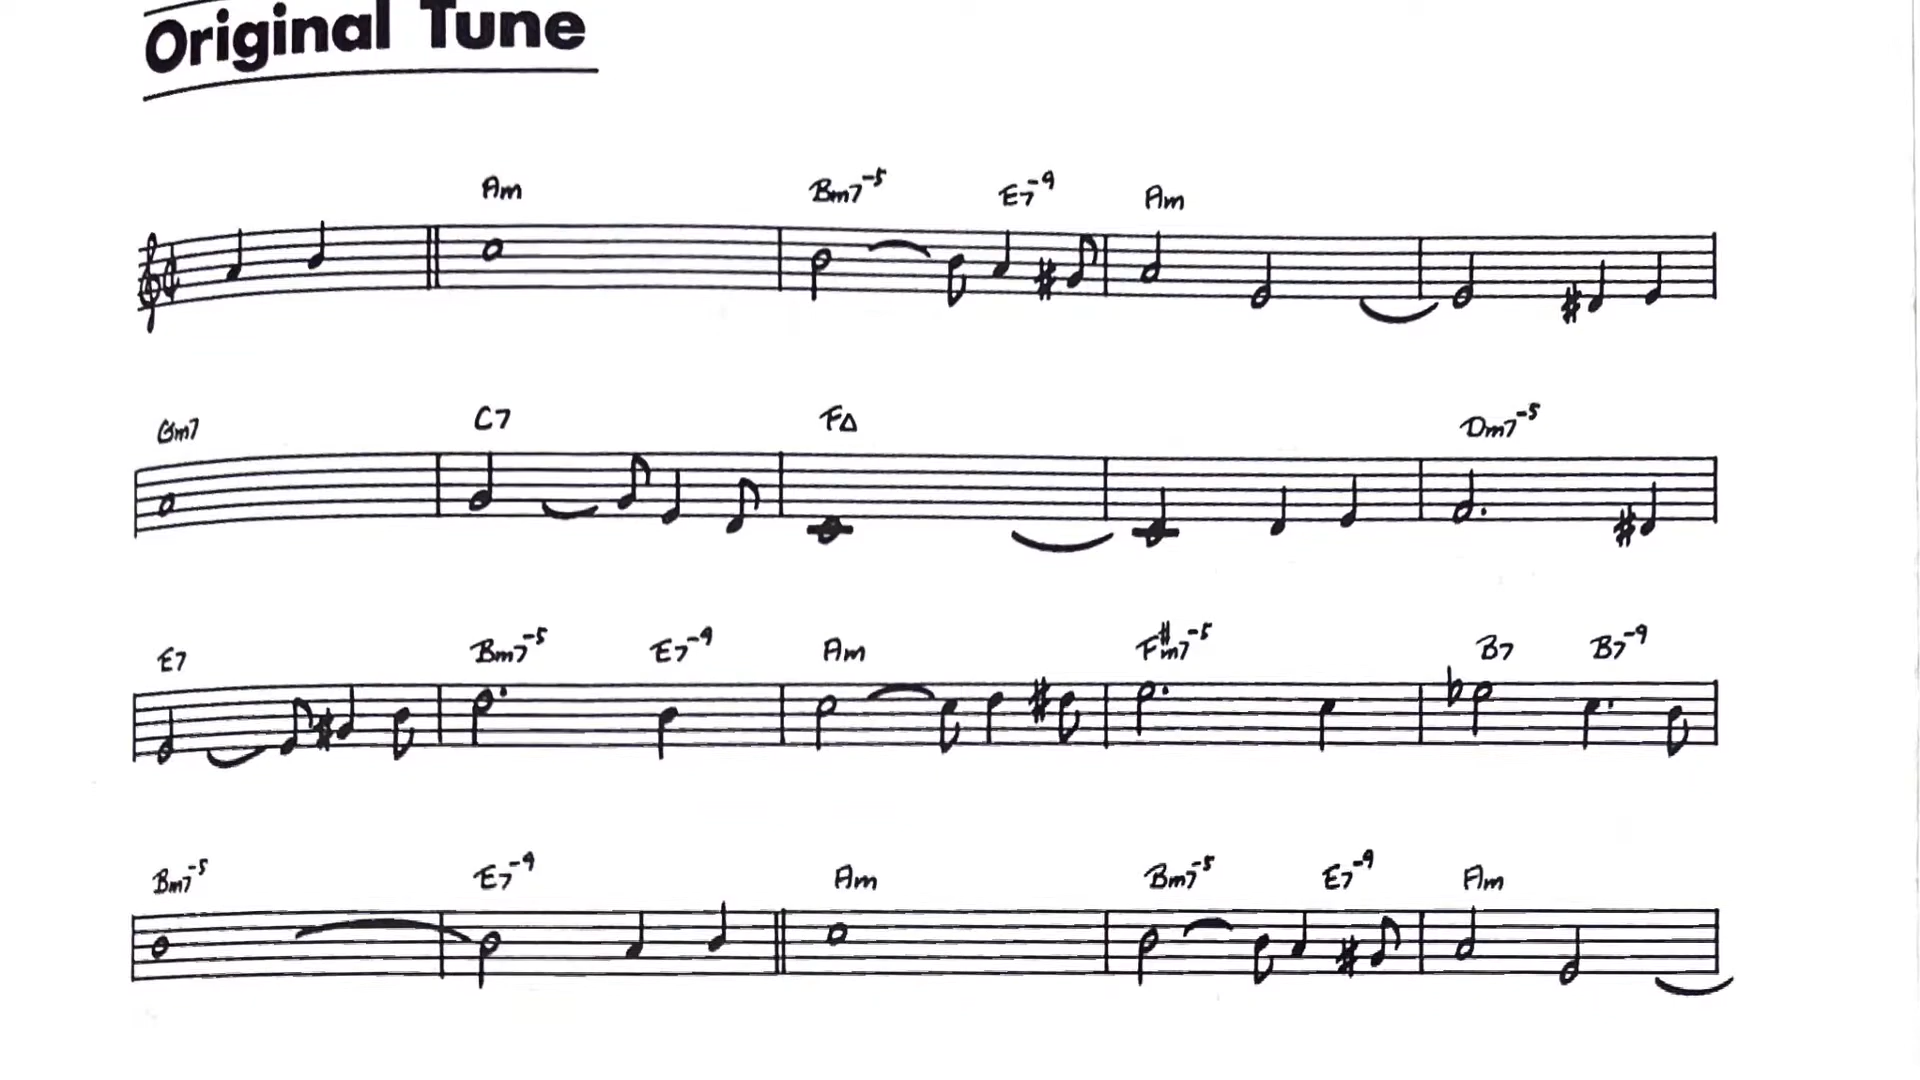 Original Tune
Am Bm7-5 E7-9 Am
Gm7 C7 FΔ Dm7-5
E7 Bm7-5 E7-9 Am F#m7-5 B7 B7-9
Bm7-5 E7-9 Am Bm7-5 E7-9 Am